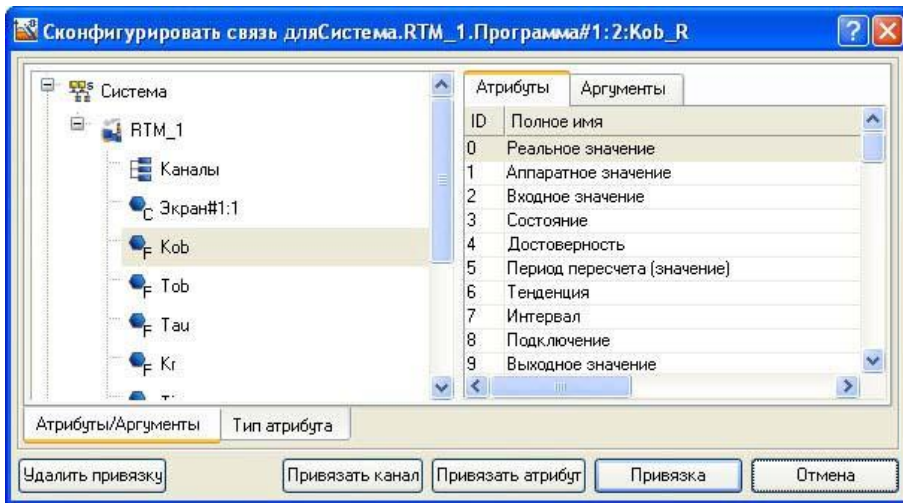 Сконфигурировать связь дляСистема.RTM_1.Программа#1:2:Kob_R
Система
RTM_1
Каналы
Экран#1:1
Kob
Tob
Tau
Kr
Атрибуты Аргументы
ID Полное имя
0 Реальное значение
1 Аппаратное значение
2 Входное значение
3 Состояние
4 Достоверность
5 Период пересчета (значение)
6 Тенденция
7 Интервал
8 Подключение
9 Выходное значение
Атрибуты/Аргументы Тип атрибута
Удалить привязку Привязать канал Привязать атрибут Привязка Отмена